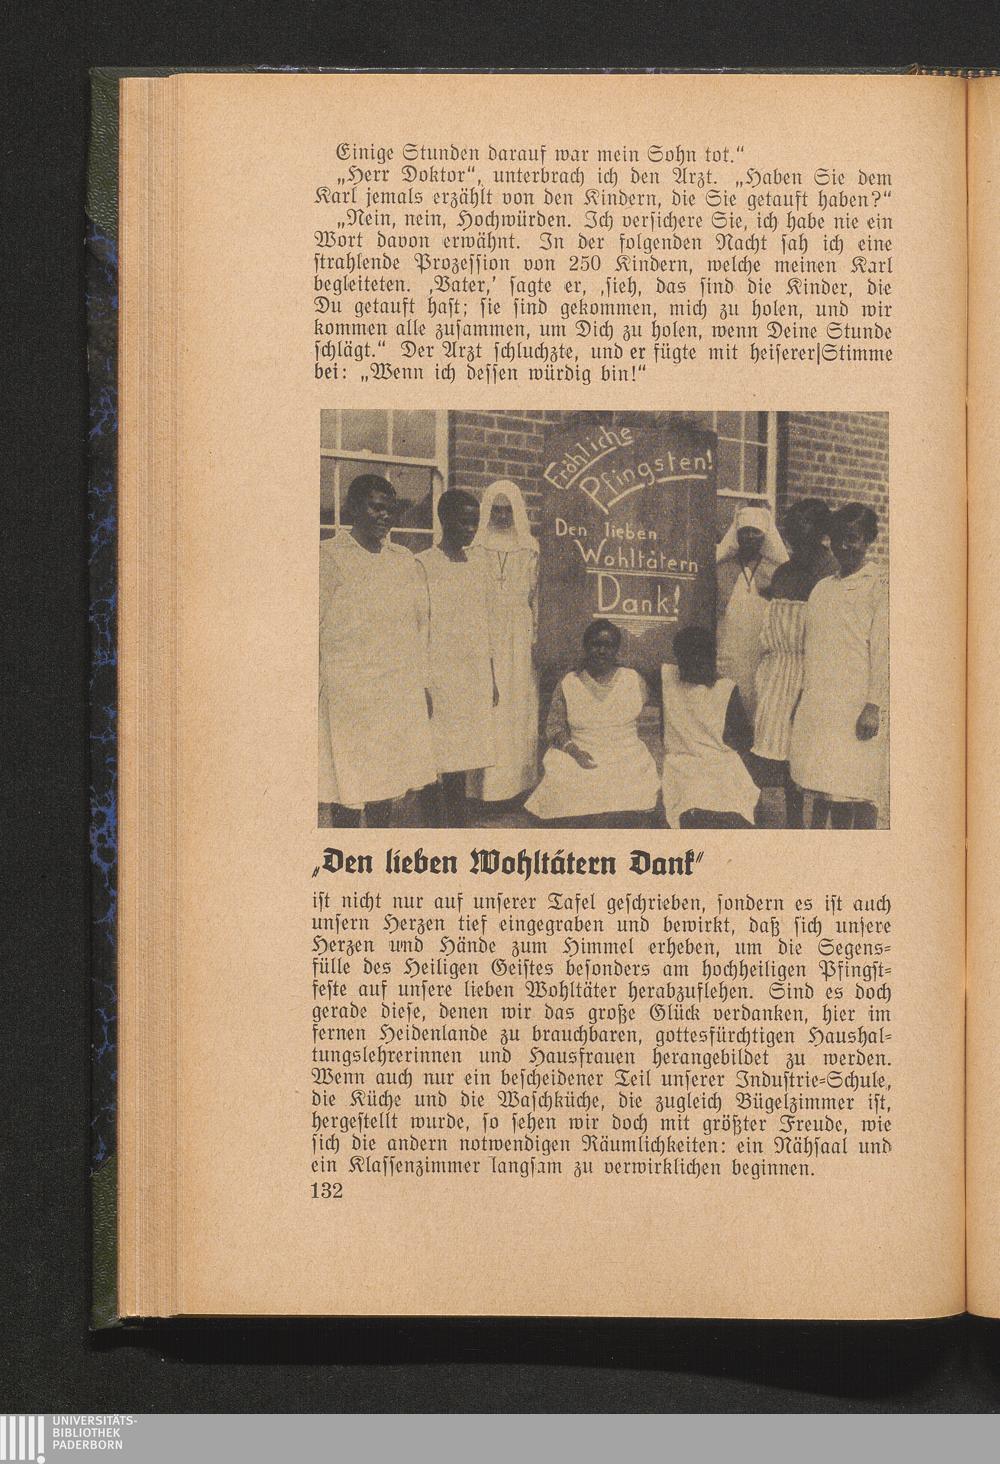 Einige Stunden darauf war mein Sohn tot.“
„Herr Doktor“, unterbrach ich den Arzt. „Haben Sie dem
Karl jemals erzählt von den Kindern, die Sie getauft haben?“
„Nein, nein, Hochwürden. Ich versichere Sie, ich habe nie ein
Wort davon erwähnt. In der folgenden Nacht sah ich eine
strahlende Prozession von 250 Kindern, welche meinen Karl
begleiteten. ‚Vater,’ sagte er, ‚sieh, das sind die Kinder, die
Du getauft hast; sie sind gekommen, mich zu holen, und wir
kommen alle zusammen, um Dich zu holen, wenn Deine Stunde
schlägt.“ Der Arzt schluchzte, und er fügte mit heiserer|Stimme
bei: „Wenn ich dessen würdig bin!“
Fröhliche
Pfingsten!
Den lieben
Wohltätern
Dank!
„Den lieben Wohltätern Dank“
ist nicht nur auf unserer Tafel geschrieben, sondern es ist auch
unsern Herzen tief eingegraben und bewirkt, daß sich unsere
Herzen und Hände zum Himmel erheben, um die Segens-
fülle des Heiligen Geistes besonders am hochheiligen Pfingst-
feste auf unsere lieben Wohltäter herabzuflehen. Sind es doch
gerade diese, denen wir das große Glück verdanken, hier im
fernen Heidenlande zu brauchbaren, gottesfürchtigen Haushal-
tungslehrerinnen und Hausfrauen herangebildet zu werden.
Wenn auch nur ein bescheidener Teil unserer Industrie-Schule,
die Küche und die Waschküche, die zugleich Bügelzimmer ist,
hergestellt wurde, so sehen wir doch mit größter Freude, wie
sich die andern notwendigen Räumlichkeiten: ein Nähsaal und
ein Klassenzimmer langsam zu verwirklichen beginnen.
132
UNIVERSITÄTS-
BIBLIOTHEK
PADERBORN